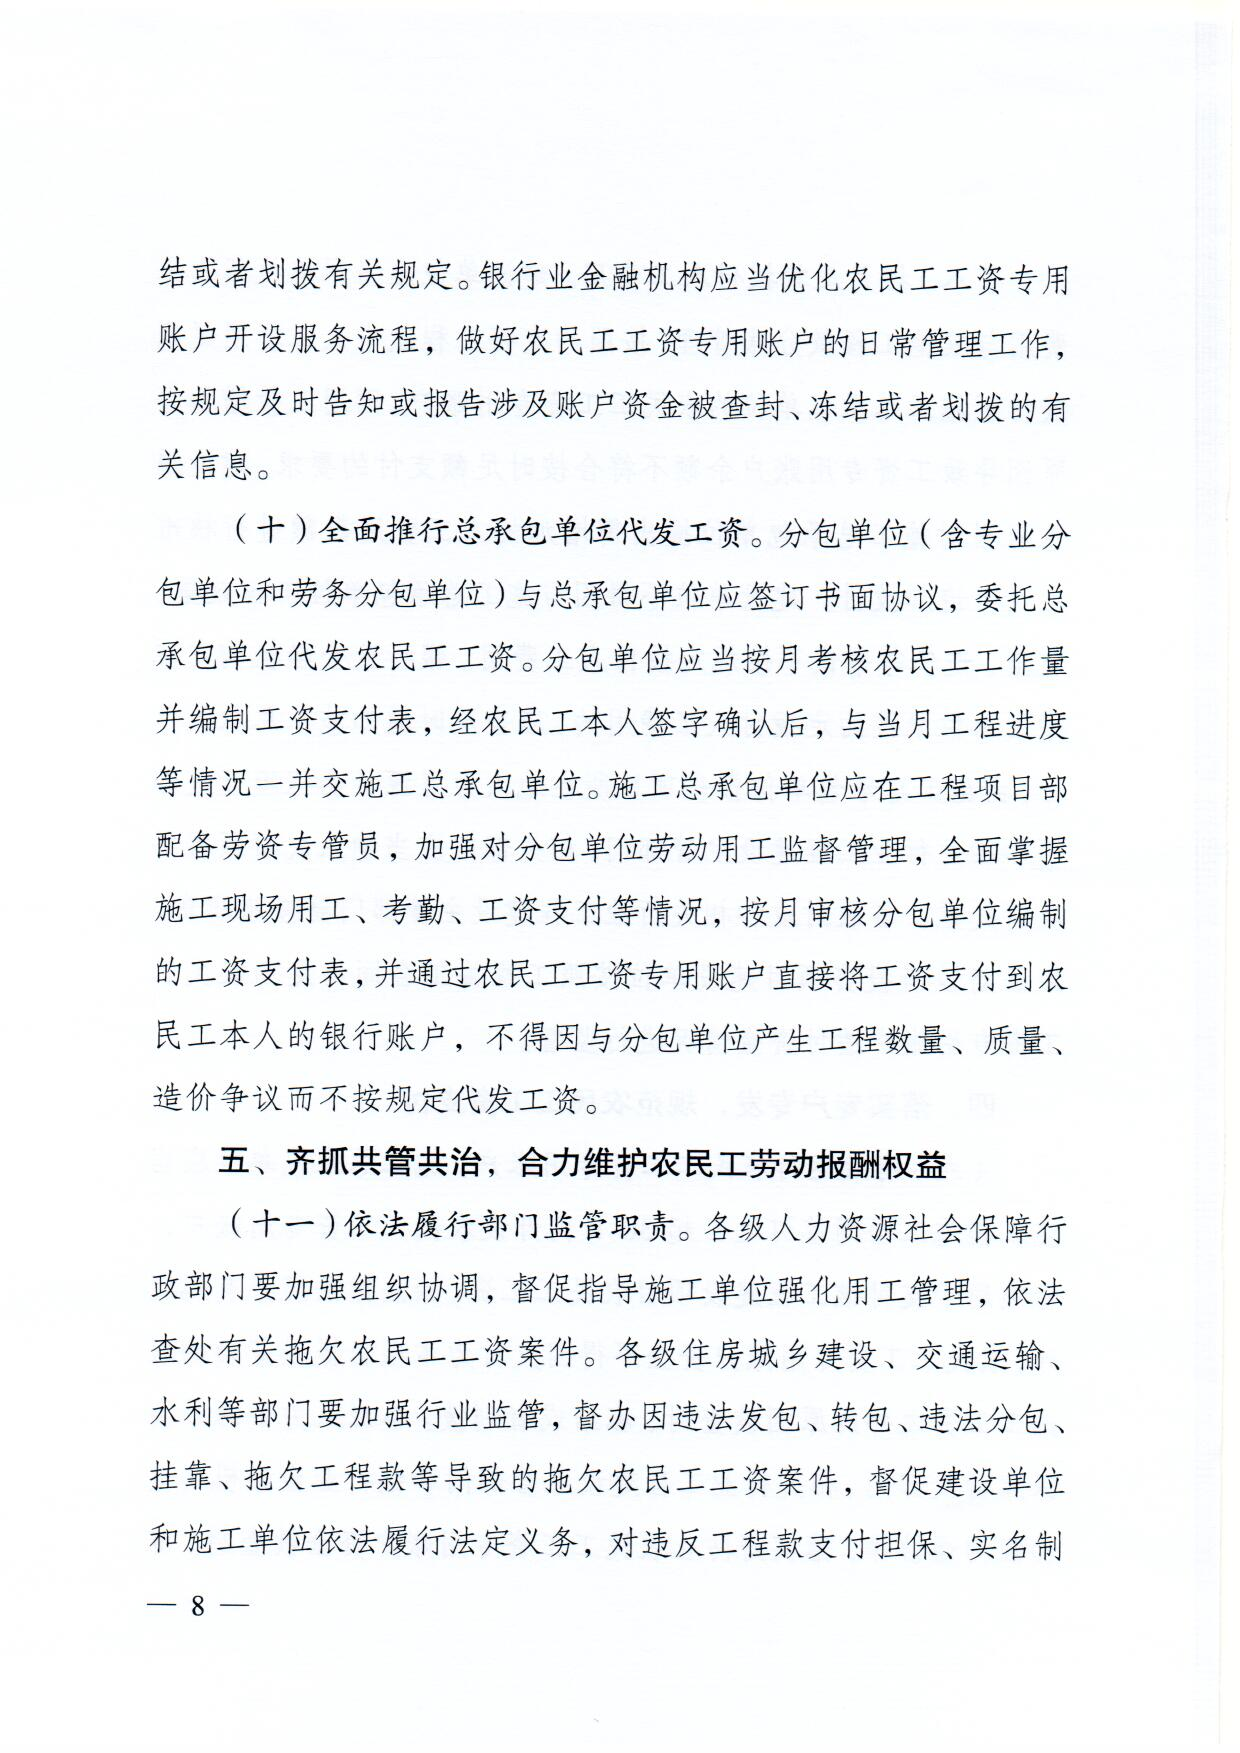 结或者划拨有关规定。银行业金融机构应当优化农民工工资专用
账户开设服务流程，做好农民工工资专用账户的日常管理工作，
按规定及时告知或报告涉及账户资金被查封、冻结或者划拨的有
关信息。
（十）全面推行总承包单位代发工资。分包单位（含专业分
包单位和劳务分包单位）与总承包单位应签订书面协议，委托总
承包单位代发农民工工资。分包单位应当按月考核农民工工作量
并编制工资支付表，经农民工本人签字确认后，与当月工程进度
等情况一并交施工总承包单位。施工总承包单位应在工程项目部
配备劳资专管员，加强对分包单位劳动用工监督管理，全面掌握
施工现场用工、考勤、工资支付等情况，按月审核分包单位编制
的工资支付表，并通过农民工工资专用账户直接将工资支付到农
民工本人的银行账户，不得因与分包单位产生工程数量、质量、
造价争议而不按规定代发工资。
五、齐抓共管共治，合力维护农民工劳动报酬权益
（十一）依法履行部门监管职责。各级人力资源社会保障行
政部门要加强组织协调，督促指导施工单位强化用工管理，依法
查处有关拖欠农民工工资案件。各级住房城乡建设、交通运输、
水利等部门要加强行业监管，督办因违法发包、转包、违法分包、
挂靠、拖欠工程款等导致的拖欠农民工工资案件，督促建设单位
和施工单位依法履行法定义务，对违反工程款支付担保、实名制
— 8 —